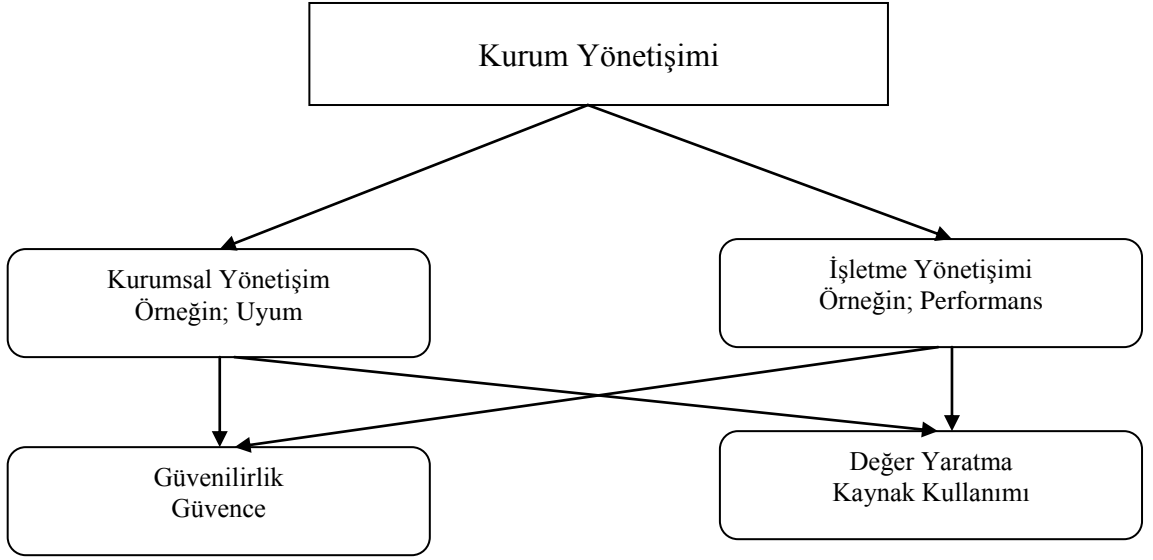 Kurum Yönetişimi
Kurumsal Yönetişim
Örneğin; Uyum
İşletme Yönetişimi
Örneğin; Performans
Güvenilirlik
Güvence
Değer Yaratma
Kaynak Kullanımı